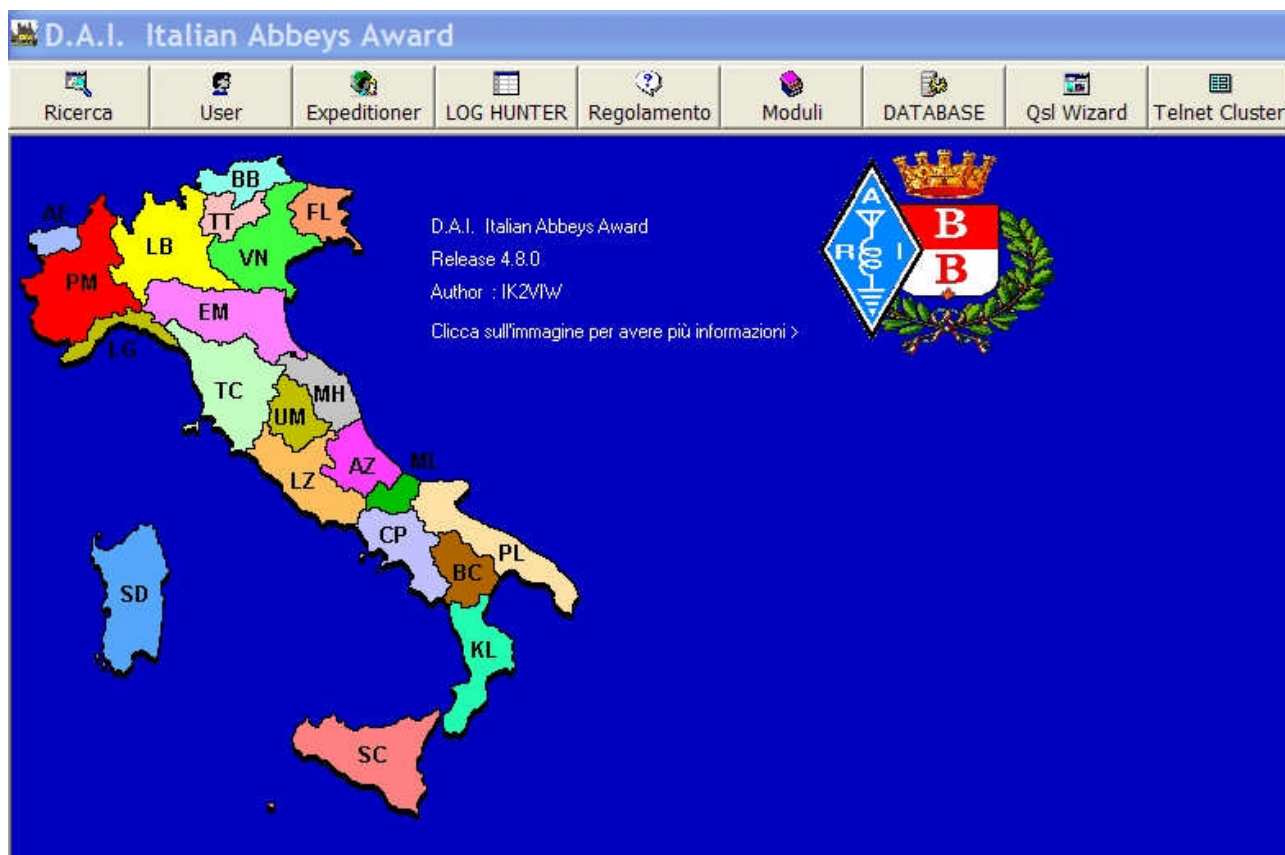 D.A.I. Italian Abbeys Award
Ricerca User Expeditioner LOG HUNTER Regolamento Moduli DATABASE Qsl Wizard Telnet Cluster
BB
AE TT FL
LB VN
PM
EM
LG
TC MH
UM
AZ ML
LZ
CP PL
BC
SD
KL
SC
D.A.I. Italian Abbeys Award
Release 4.8.0
Author : IK2VIW
Clicca sull'immagine per avere più informazioni >
A
R I
B
B